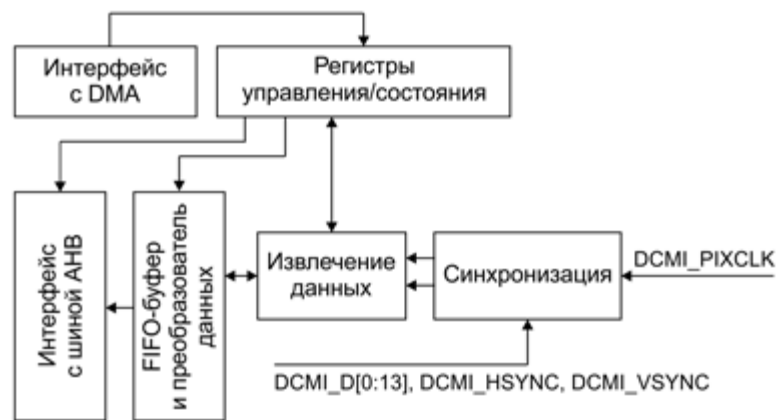 Интерфейс
с DMA
Регистры
управления/состояния
Интерфейс
с шиной AHB
FIFO-буфер
и преобразователь
данных
Извлечение
данных
Синхронизация
DCMI_PIXCLK
DCMI_D[0:13], DCMI_HSYNC, DCMI_VSYNC